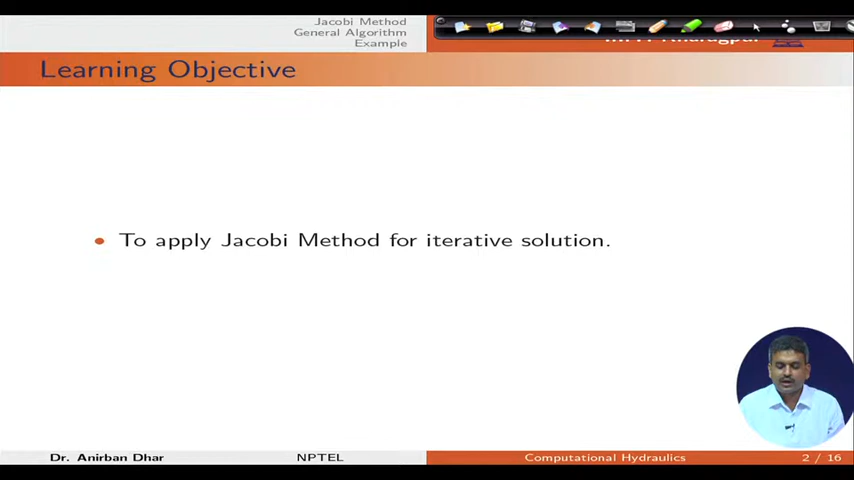 Jacobi Method
General Algorithm
Example
Learning Objective
• To apply Jacobi Method for iterative solution.
Dr. Anirban Dhar NPTEL Computational Hydraulics 2 / 16